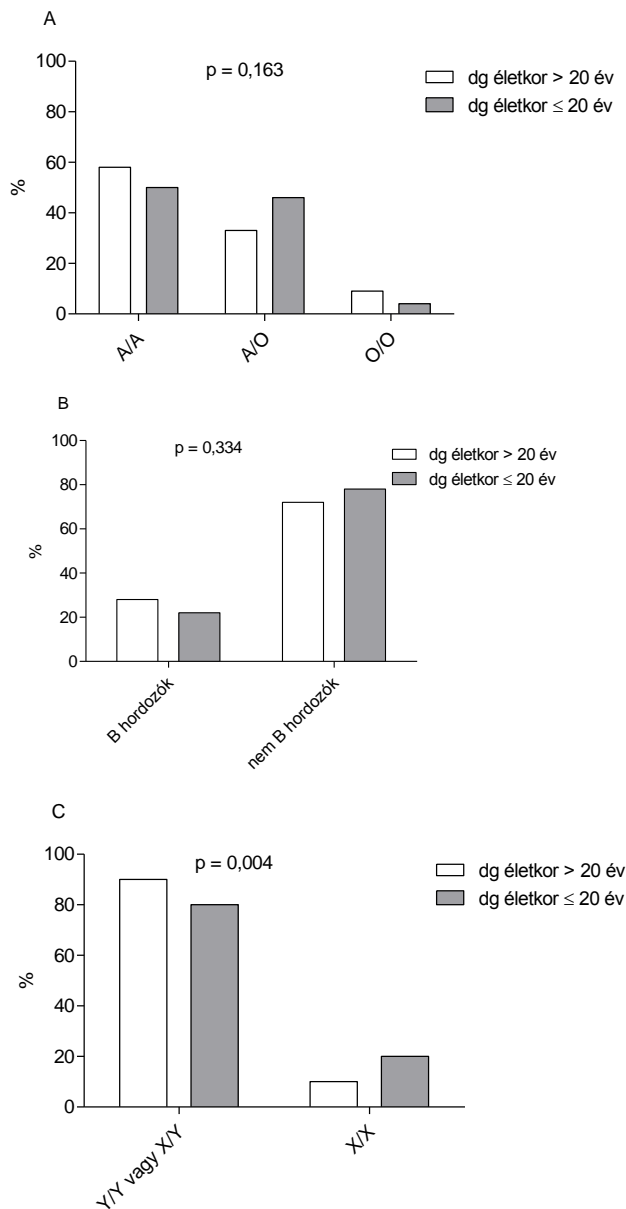 A
p = 0,163
dg életkor > 20 év
dg életkor ≤ 20 év
100
80
60
40
20
0
%
A/A
A/O
O/O
B
p = 0,334
dg életkor > 20 év
dg életkor ≤ 20 év
100
80
60
40
20
0
%
B hordozók
nem B hordozók
C
p = 0,004
dg életkor > 20 év
dg életkor ≤ 20 év
100
80
60
40
20
0
%
Y/Y vagy X/Y
X/X